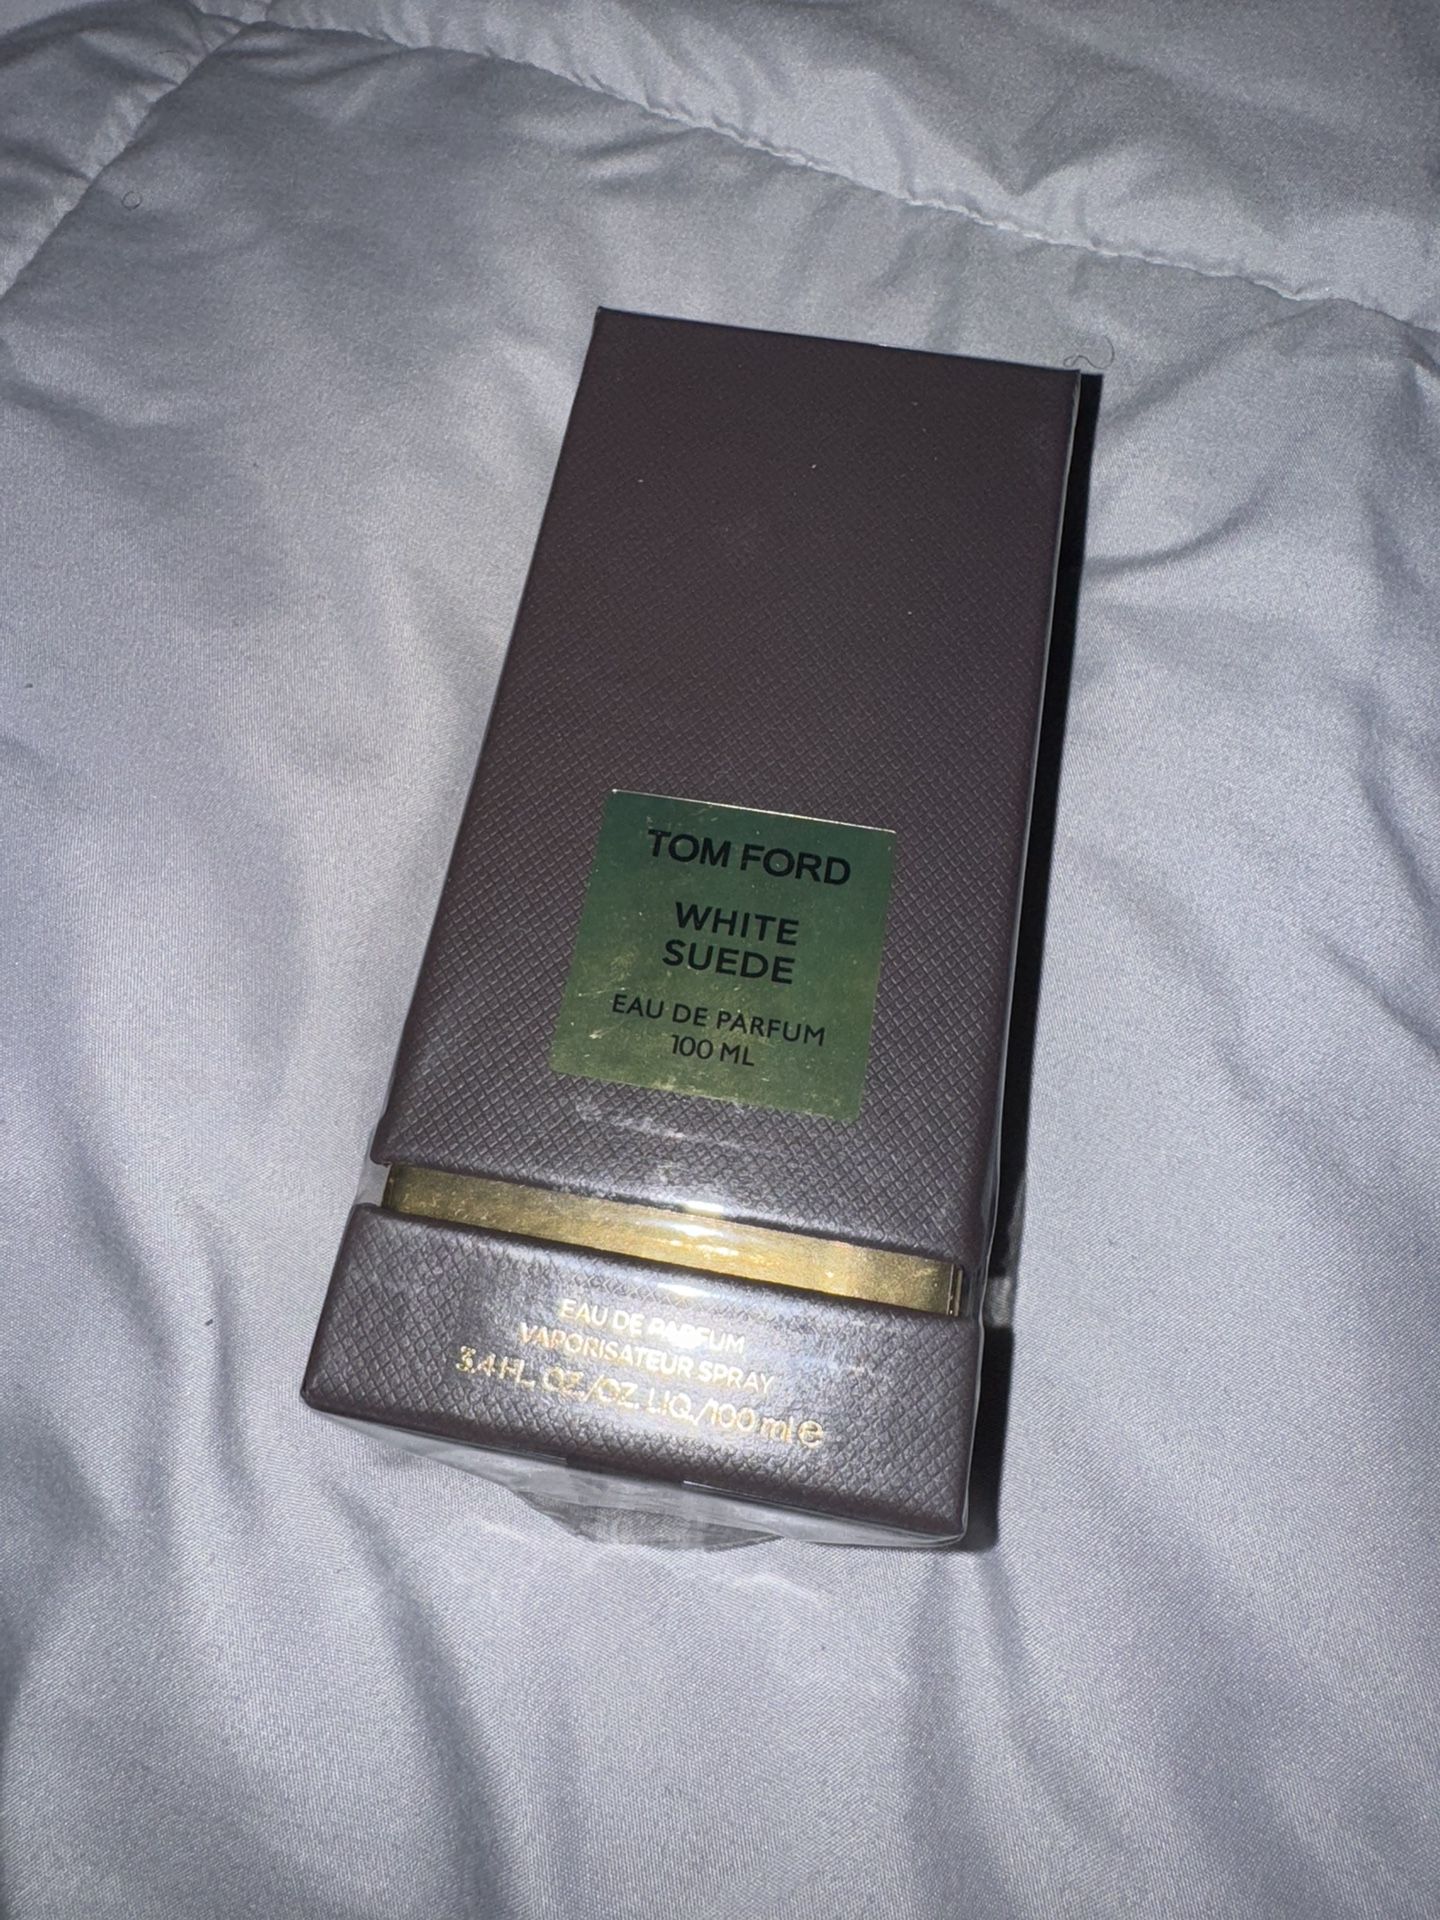 TOM FORD
WHITE
SUEDE
EAU DE PARFUM
100 ML
EAU DE PARFUM
VAPORISATEUR SPRAY
3.4 FL. OZ./OZ. LIQ./100 ml ℮